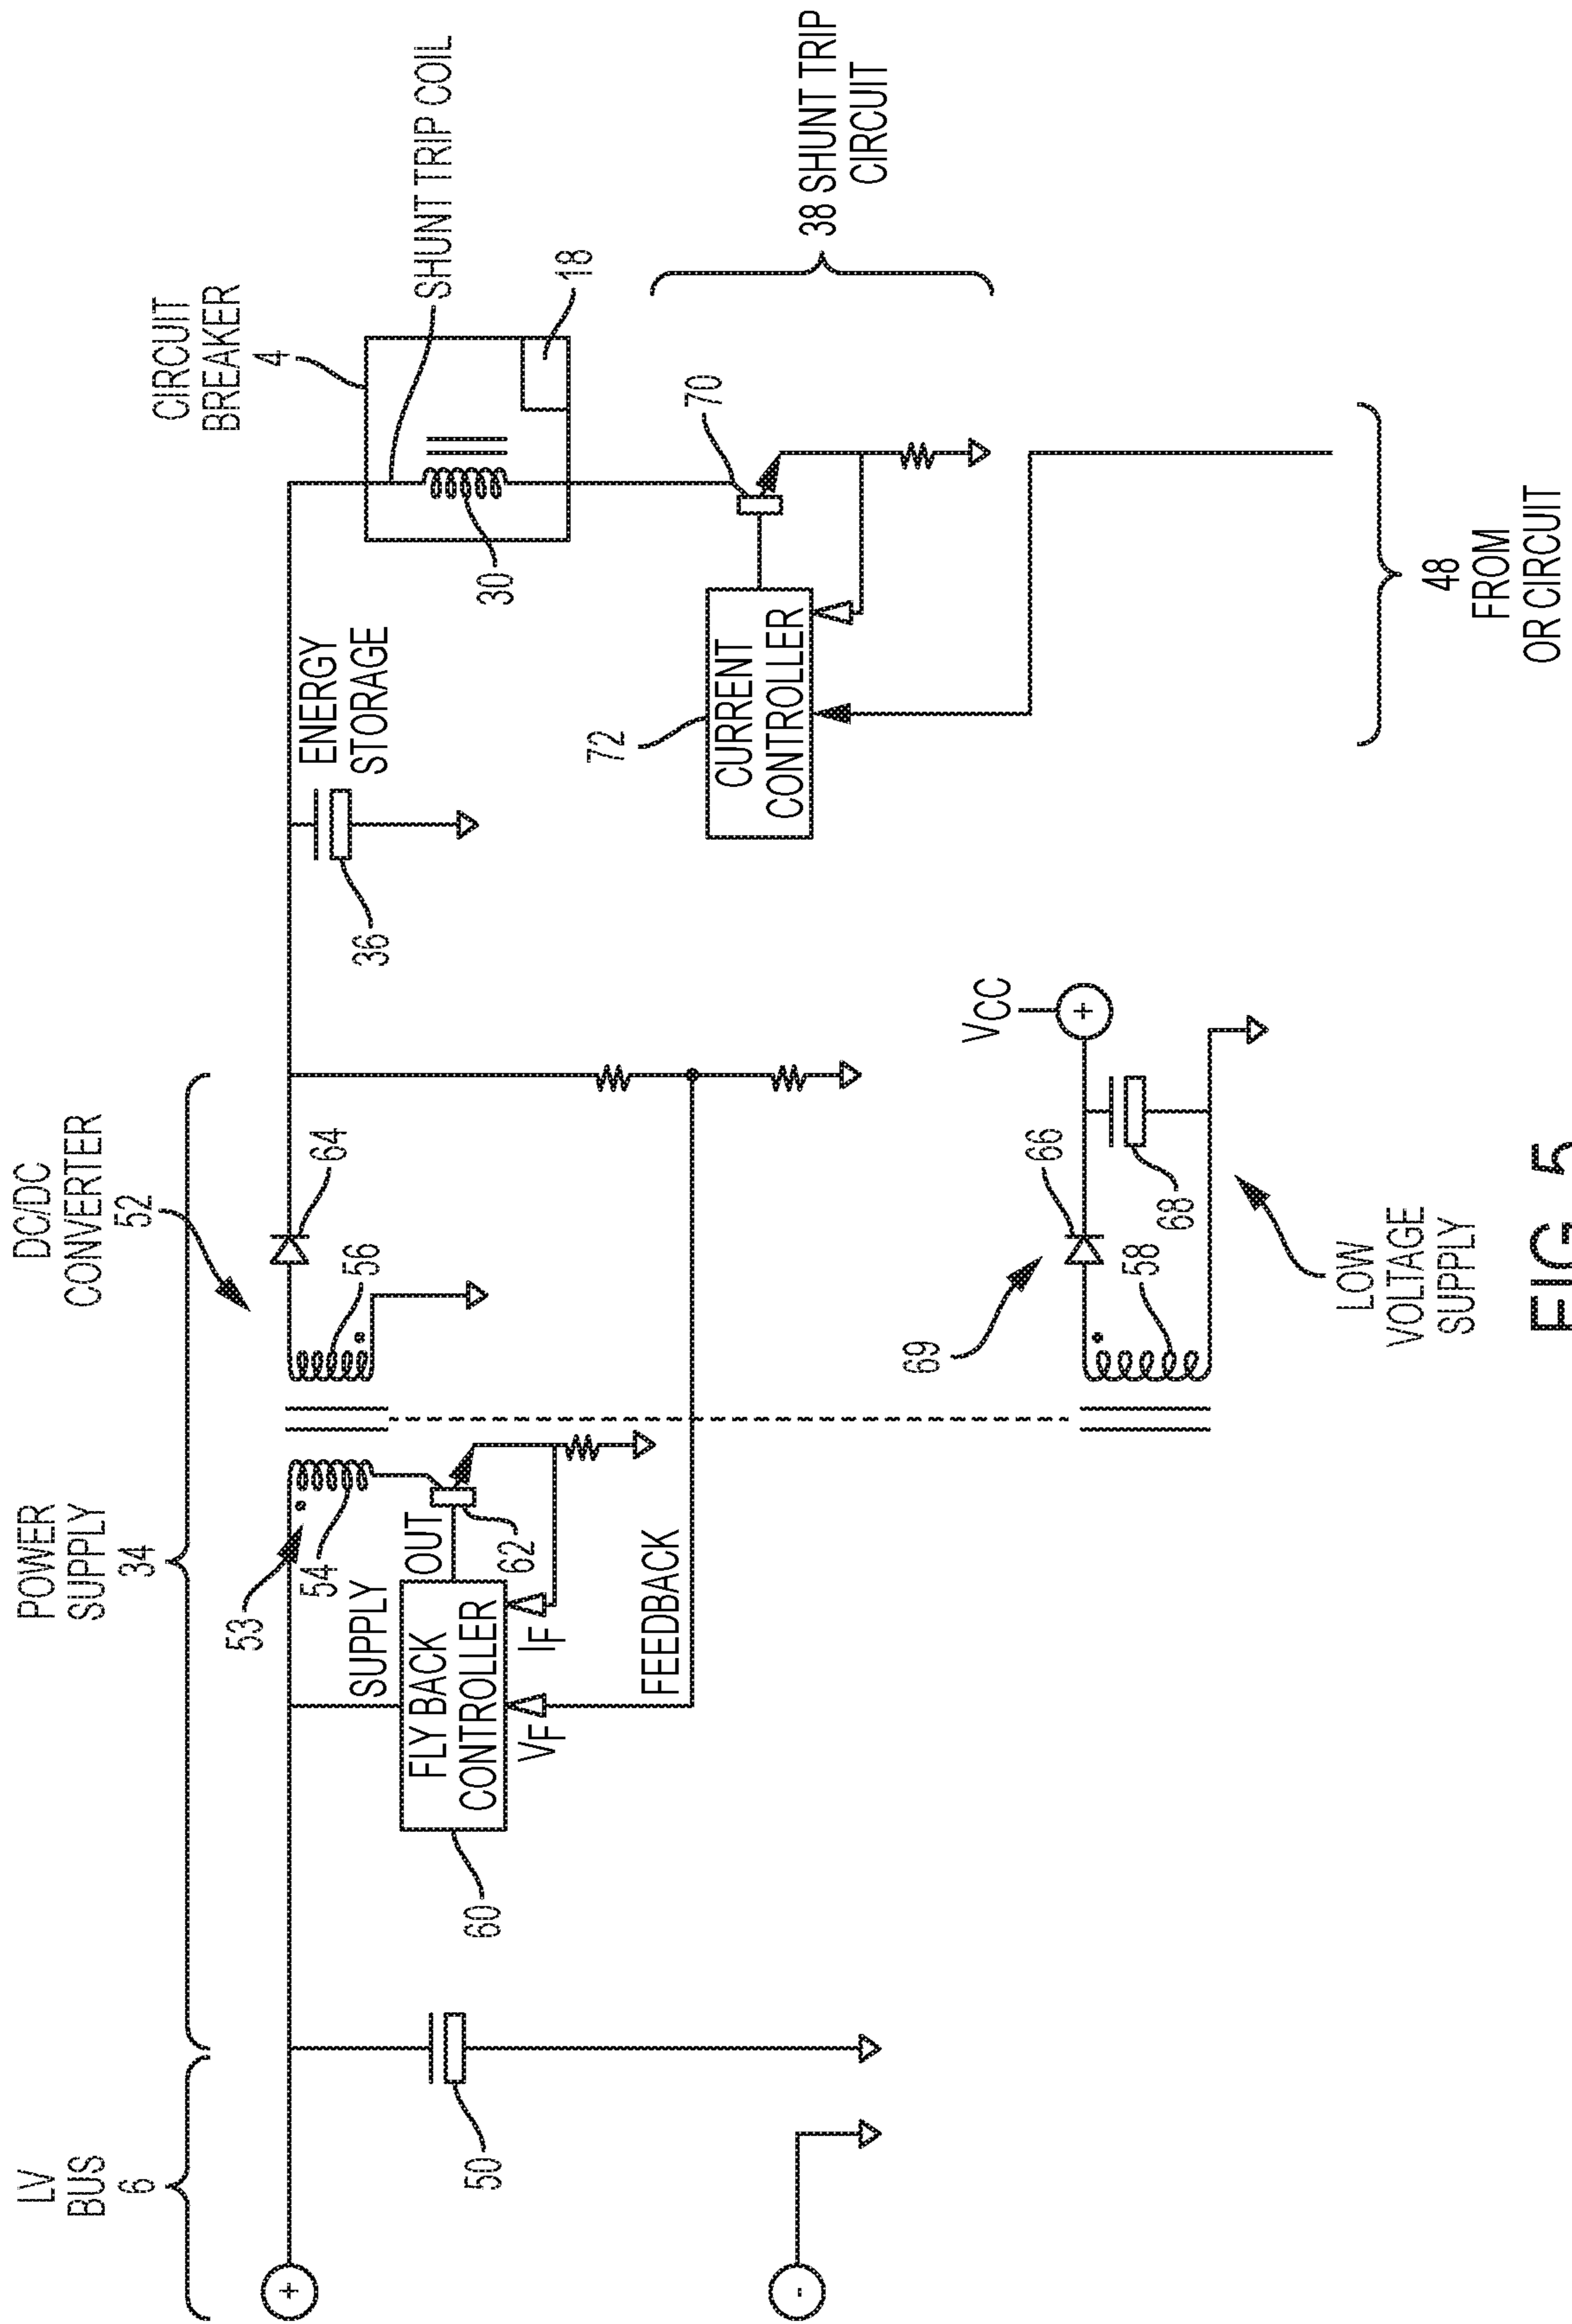 LV
BUS
6
POWER
SUPPLY
34
DC/DC
CONVERTER
52
CIRCUIT
BREAKER
4
SHUNT TRIP COIL
+
53
54
56
64
ENERGY
STORAGE
36
30
18
SUPPLY
OUT
FLY BACK
CONTROLLER
60
62
VF
IF
FEEDBACK
50
-
70
72
CURRENT
CONTROLLER
38 SHUNT TRIP
CIRCUIT
69
66
VCC
+
58
68
LOW
VOLTAGE
SUPPLY
48
FROM
OR CIRCUIT
FIG. 5